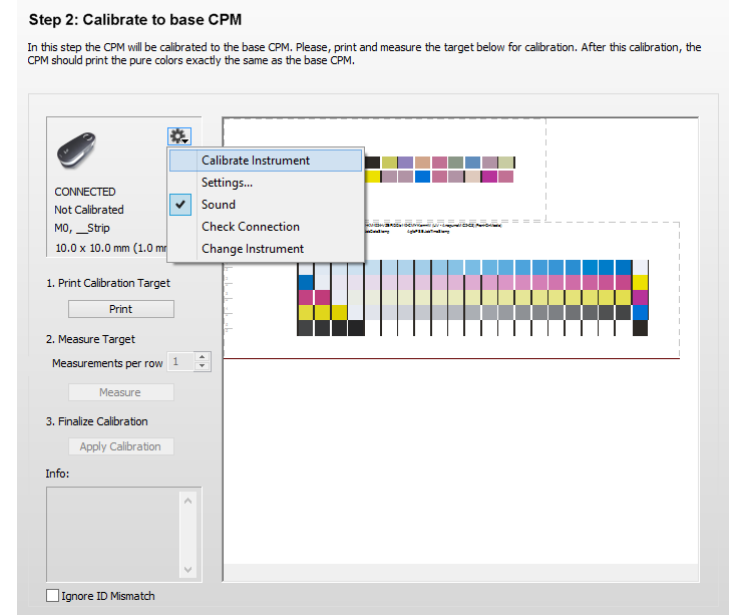 Step 2: Calibrate to base CPM
In this step the CPM will be calibrated to the base CPM. Please, print and measure the target below for calibration. After this calibration, the
CPM should print the pure colors exactly the same as the base CPM.
Calibrate Instrument
Settings...
Sound
Check Connection
Change Instrument
CONNECTED
Not Calibrated
M0, __Strip
10.0 x 10.0 mm (1.0 mm
1. Print Calibration Target
Print
2. Measure Target
Measurements per row 1
Measure
3. Finalize Calibration
Apply Calibration
Info:
Ignore ID Mismatch